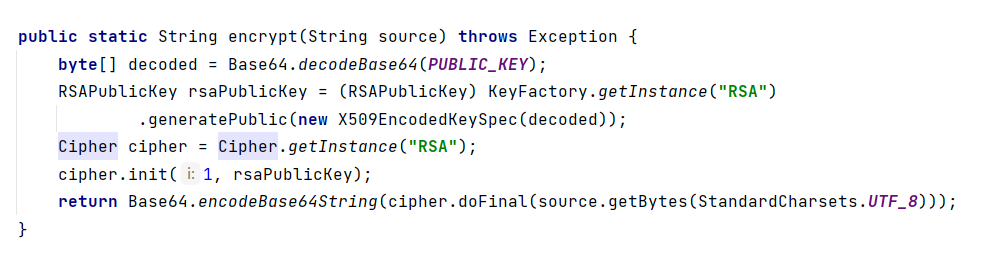 public static String encrypt(String source) throws Exception {
    byte[] decoded = Base64.decodeBase64(PUBLIC_KEY);
    RSAPublicKey rsaPublicKey = (RSAPublicKey) KeyFactory.getInstance("RSA")
            .generatePublic(new X509EncodedKeySpec(decoded));
    Cipher cipher = Cipher.getInstance("RSA");
    cipher.init( i: 1, rsaPublicKey);
    return Base64.encodeBase64String(cipher.doFinal(source.getBytes(StandardCharsets.UTF_8)));
}